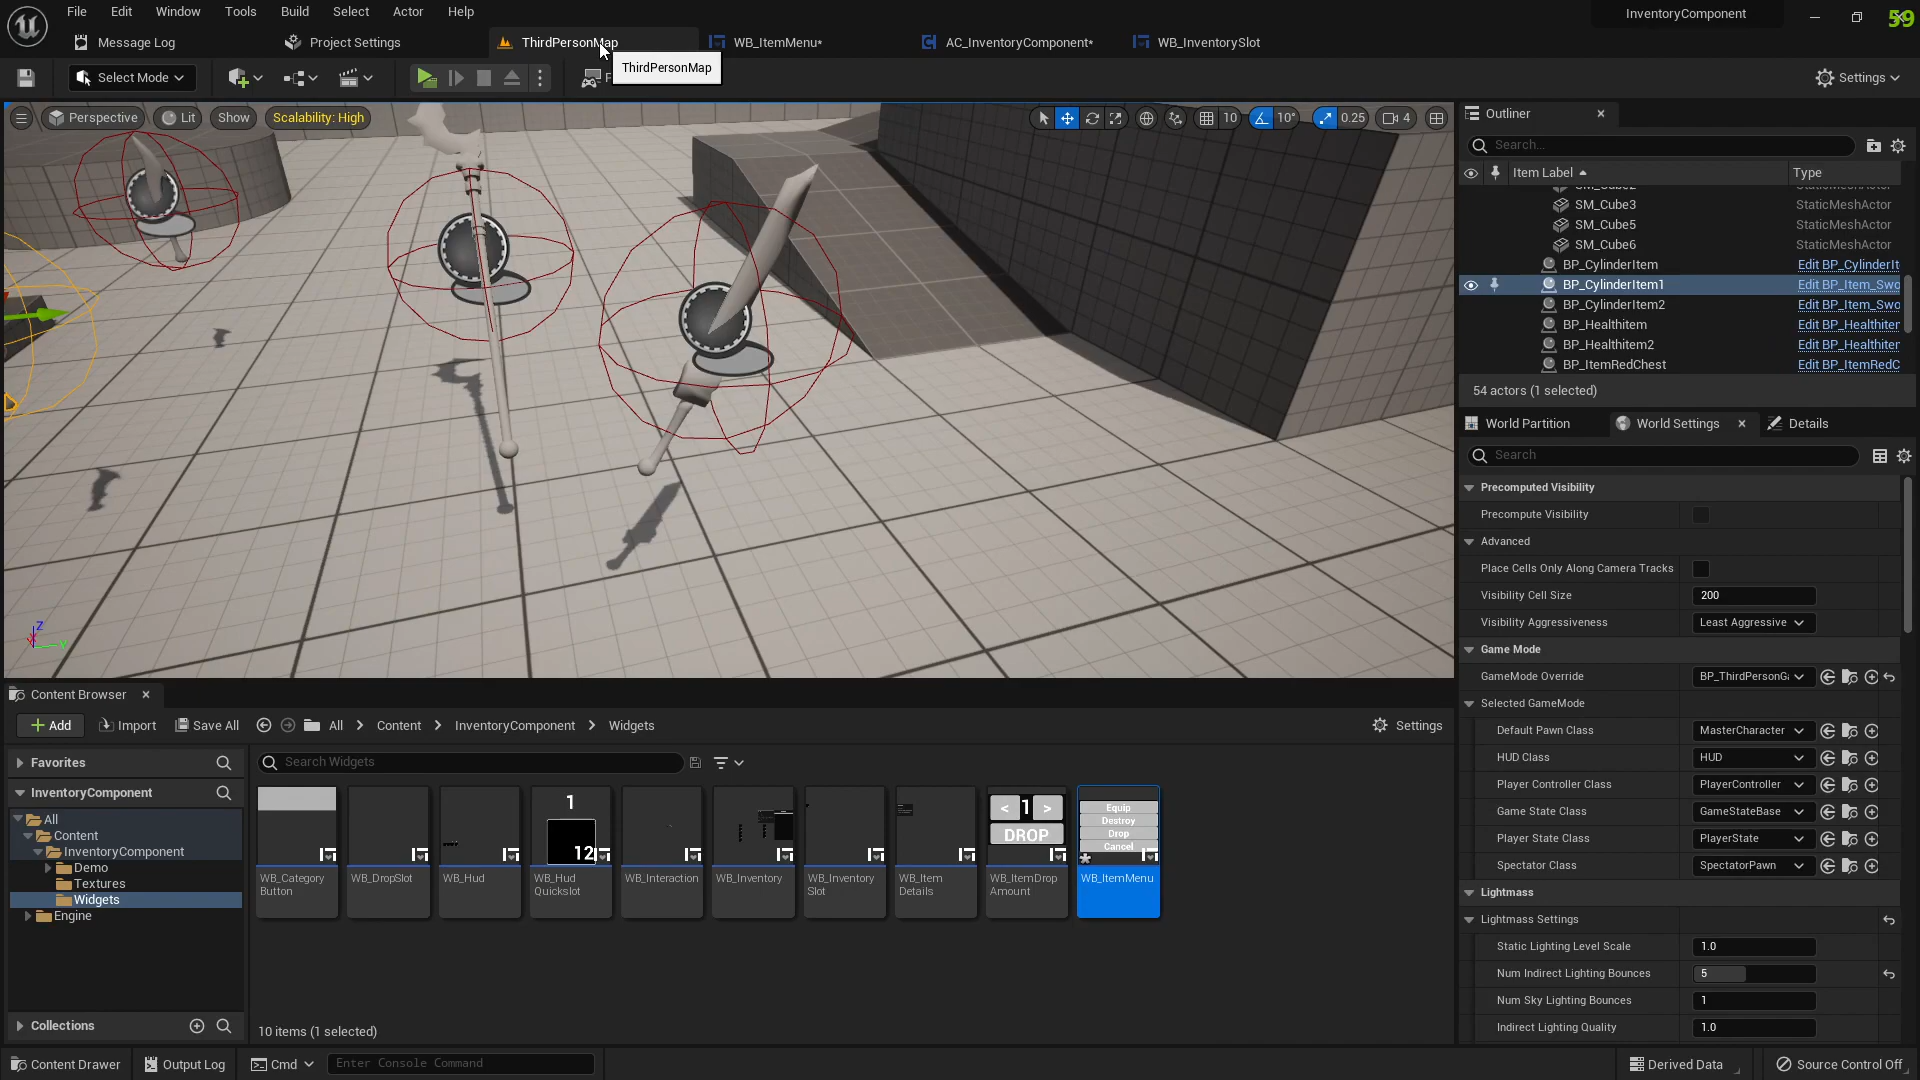 File Edit Window Tools Build Select Actor Help
InventoryComponent
59
Message Log
Project Settings
ThirdPersonMap
WB_ItemMenu*
AC_InventoryComponent*
WB_InventorySlot
Select Mode
ThirdPersonMap
Settings
Perspective
Lit
Show
Scalability: High
10
10°
0.25
4
Outliner
Search...
Item Label
Type
SM_Cube2 StaticMeshActor
SM_Cube3 StaticMeshActor
SM_Cube5 StaticMeshActor
SM_Cube6 StaticMeshActor
BP_CylinderItem Edit BP_CylinderIt
BP_CylinderItem1 Edit BP_Item_Swo
BP_CylinderItem2 Edit BP_Item_Swo
BP_Healthitem Edit BP_Healthiter
BP_Healthitem2 Edit BP_Healthiter
BP_ItemRedChest Edit BP_ItemRedC
54 actors (1 selected)
World Partition
World Settings
Details
Search
Precomputed Visibility
Precompute Visibility
Advanced
Place Cells Only Along Camera Tracks
Visibility Cell Size 200
Visibility Aggressiveness Least Aggressive
Game Mode
GameMode Override BP_ThirdPersonGa
Selected GameMode
Default Pawn Class MasterCharacter
HUD Class HUD
Player Controller Class PlayerController
Game State Class GameStateBase
Player State Class PlayerState
Spectator Class SpectatorPawn
Lightmass
Lightmass Settings
Static Lighting Level Scale 1.0
Num Indirect Lighting Bounces 5
Num Sky Lighting Bounces 1
Indirect Lighting Quality 1.0
Z
X
Y
Content Browser
Add
Import
Save All
All > Content > InventoryComponent > Widgets
Settings
Favorites
Search Widgets
InventoryComponent
All
Content
InventoryComponent
Demo
Textures
Widgets
Engine
Collections
1
12
< 1 >
DROP
Equip
Destroy
Drop
Cancel
WB_Category
Button
WB_DropSlot
WB_Hud
WB_Hud
Quickslot
WB_Interaction
WB_Inventory
WB_Inventory
Slot
WB_Item
Details
WB_ItemDrop
Amount
WB_ItemMenu
10 items (1 selected)
Content Drawer
Output Log
Cmd
Enter Console Command
Derived Data
Source Control Off